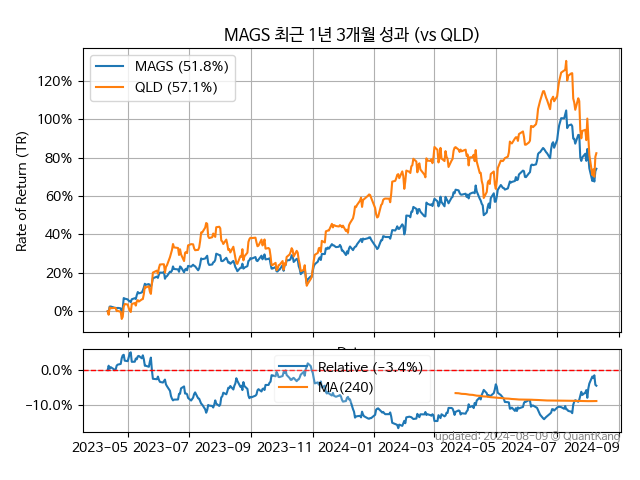 MAGS 최근 1년 3개월 성과 (vs QLD)
MAGS (51.8%)
QLD (57.1%)
Rate of Return (TR)
120%
100%
80%
60%
40%
20%
0%
Relative (−3.4%)
MA(240)
0.0%
−10.0%
updated: 2024-08-09 © QuantKang
2023-05 2023-07 2023-09 2023-11 2024-01 2024-03 2024-05 2024-07 2024-09